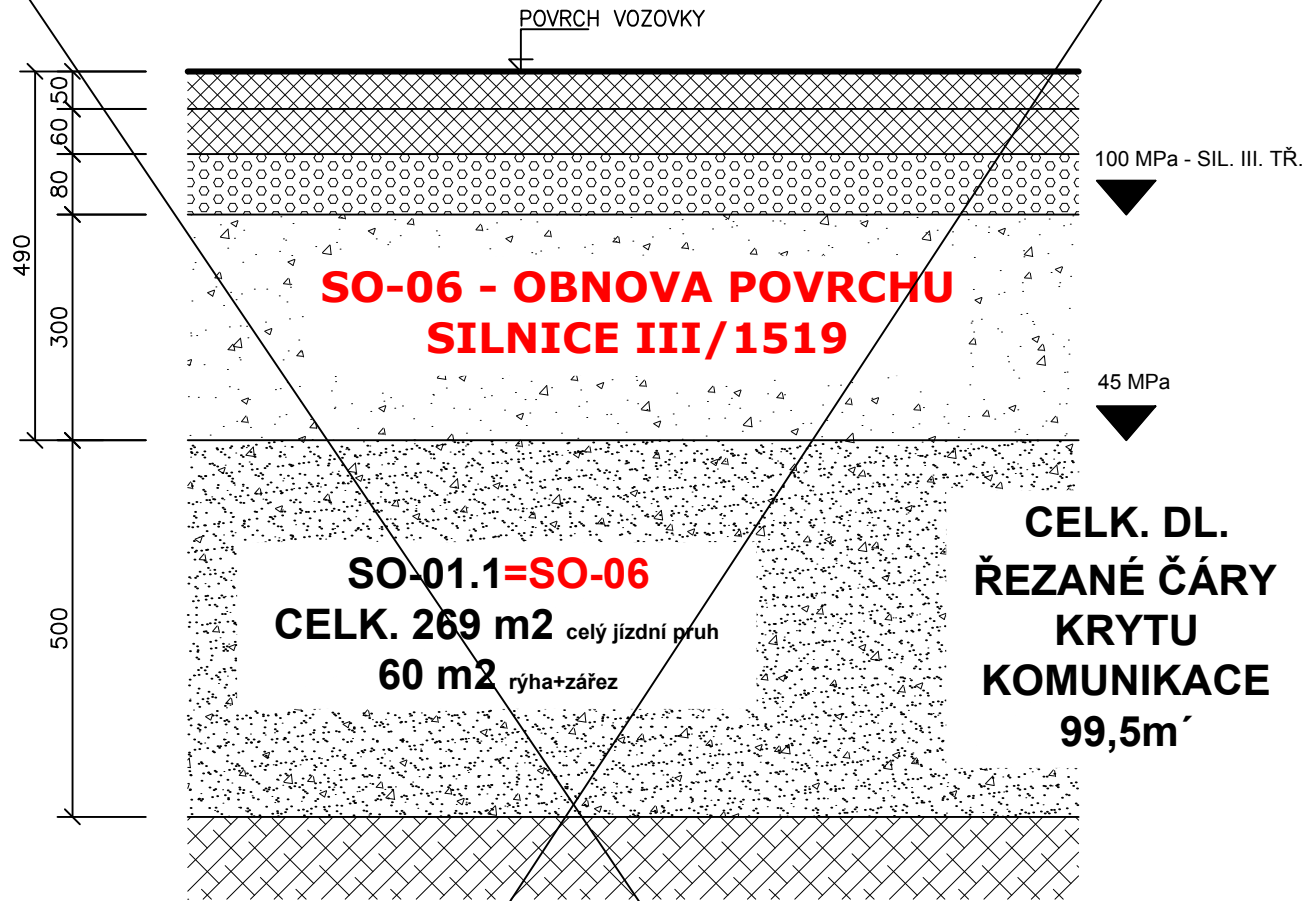 POVRCH VOZOVKY
50
60
80
490
300
500
100 MPa - SIL. III. TŘ.
SO-06 - OBNOVA POVRCHU
SILNICE III/1519
45 MPa
SO-01.1=SO-06
CELK. 269 m2 celý jízdní pruh
60 m2 rýha+zářez
CELK. DL.
ŘEZANÉ ČÁRY
KRYTU
KOMUNIKACE
99,5m´